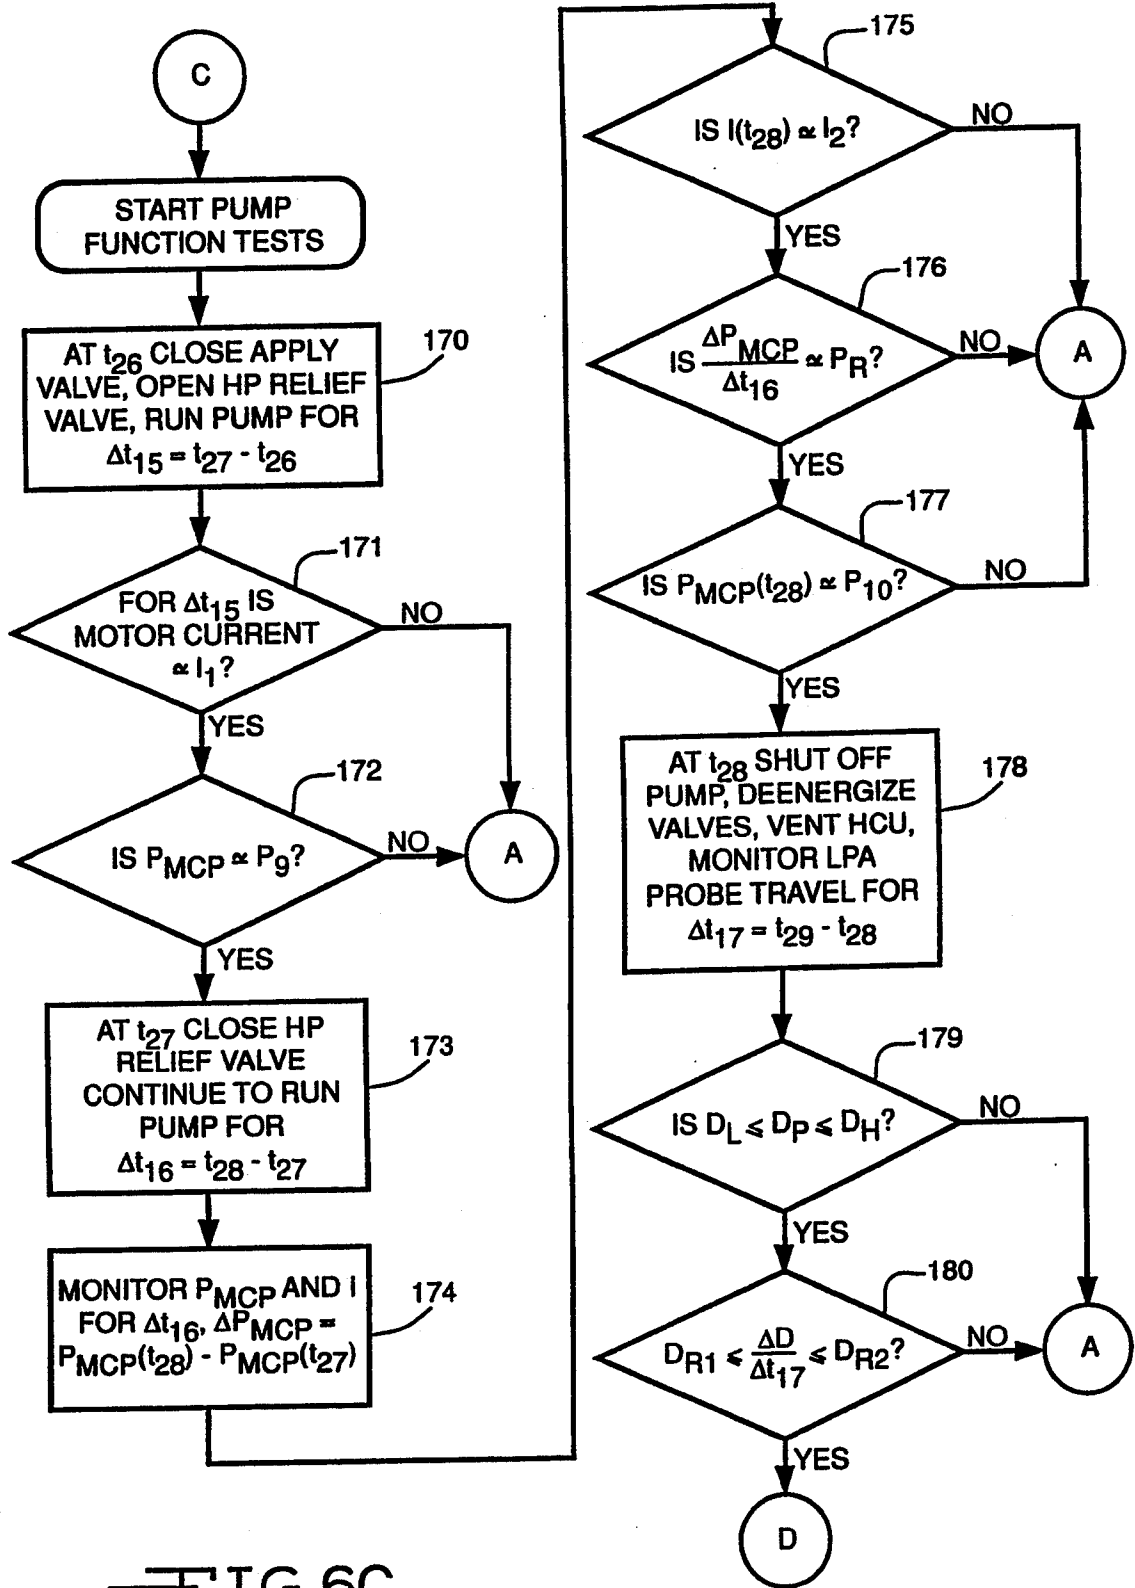 C
START PUMP
FUNCTION TESTS
AT t26 CLOSE APPLY
VALVE, OPEN HP RELIEF
VALVE, RUN PUMP FOR
Δt15 = t27 - t26
170
171
FOR Δt15 IS
MOTOR CURRENT
≃ I1?
NO
YES
172
IS PMCP ≃ P9?
NO
A
YES
AT t27 CLOSE HP
RELIEF VALVE
CONTINUE TO RUN
PUMP FOR
Δt16 = t28 - t27
173
MONITOR PMCP AND I
FOR Δt16, ΔPMCP =
PMCP(t28) - PMCP(t27)
174
175
IS I(t28) ≃ I2?
NO
YES
176
IS ΔPMCP/Δt16 ≃ PR?
NO
A
YES
177
IS PMCP(t28) ≃ P10?
NO
YES
AT t28 SHUT OFF
PUMP, DEENERGIZE
VALVES, VENT HCU,
MONITOR LPA
PROBE TRAVEL FOR
Δt17 = t29 - t28
178
179
IS DL ≤ DP ≤ DH?
NO
YES
180
DR1 ≤ ΔD/Δt17 ≤ DR2?
NO
A
YES
D
FIG. 6C